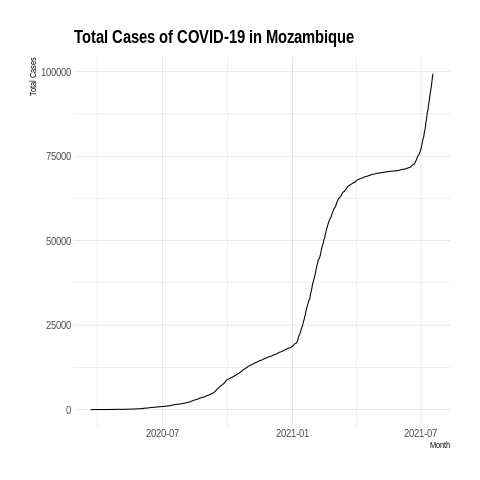 Total Cases of COVID-19 in Mozambique
Total Cases
100000
75000
50000
25000
0
2020-07
2021-01
2021-07
Month